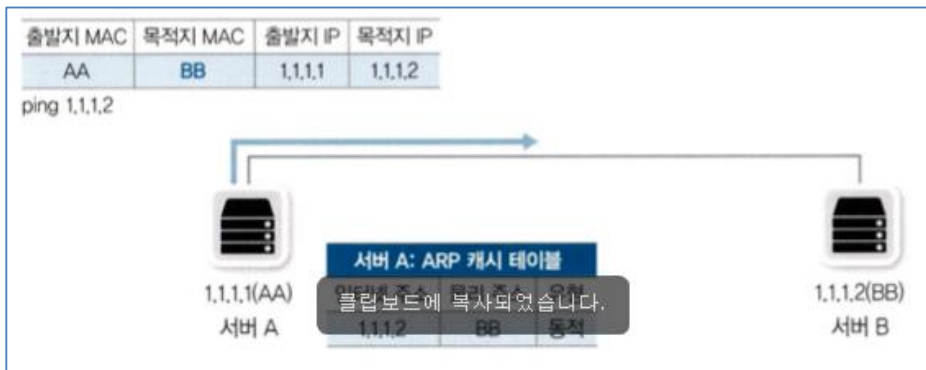 출발지 MAC 목적지 MAC 출발지 IP 목적지 IP
AA BB 1.1.1.1 1.1.1.2
ping 1.1.1.2
서버 A: ARP 캐시 테이블
클립보드에 복사되었습니다.
1.1.1.2 BB 동적
1.1.1.1(AA)
서버 A
1.1.1.2(BB)
서버 B